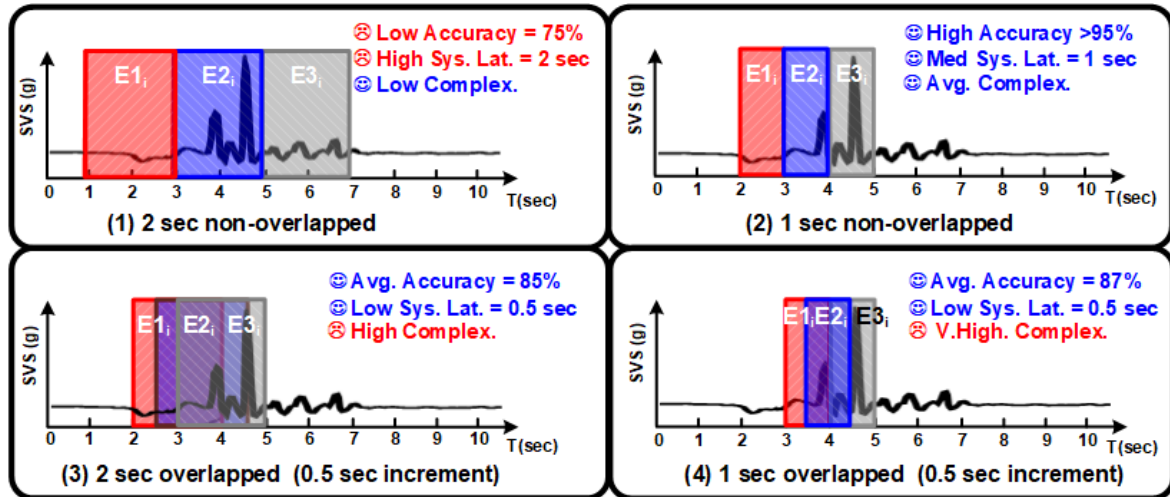 ☹ Low Accuracy = 75%
☹ High Sys. Lat. = 2 sec
☺ Low Complex.
E1i E2i E3i
SVS (g)
0 1 2 3 4 5 6 7 8 9 10
T(sec)
(1) 2 sec non-overlapped
☺ High Accuracy >95%
☺ Med Sys. Lat. = 1 sec
☺ Avg. Complex.
E1i E2i E3i
SVS (g)
0 1 2 3 4 5 6 7 8 9 10
T(sec)
(2) 1 sec non-overlapped
☺ Avg. Accuracy = 85%
☺ Low Sys. Lat. = 0.5 sec
☹ High Complex.
E1i E2i E3i
SVS (g)
0 1 2 3 4 5 6 7 8 9 10
T(sec)
(3) 2 sec overlapped (0.5 sec increment)
☺ Avg. Accuracy = 87%
☺ Low Sys. Lat. = 0.5 sec
☹ V.High. Complex.
E1i E2i E3i
SVS (g)
0 1 2 3 4 5 6 7 8 9 10
T(sec)
(4) 1 sec overlapped (0.5 sec increment)